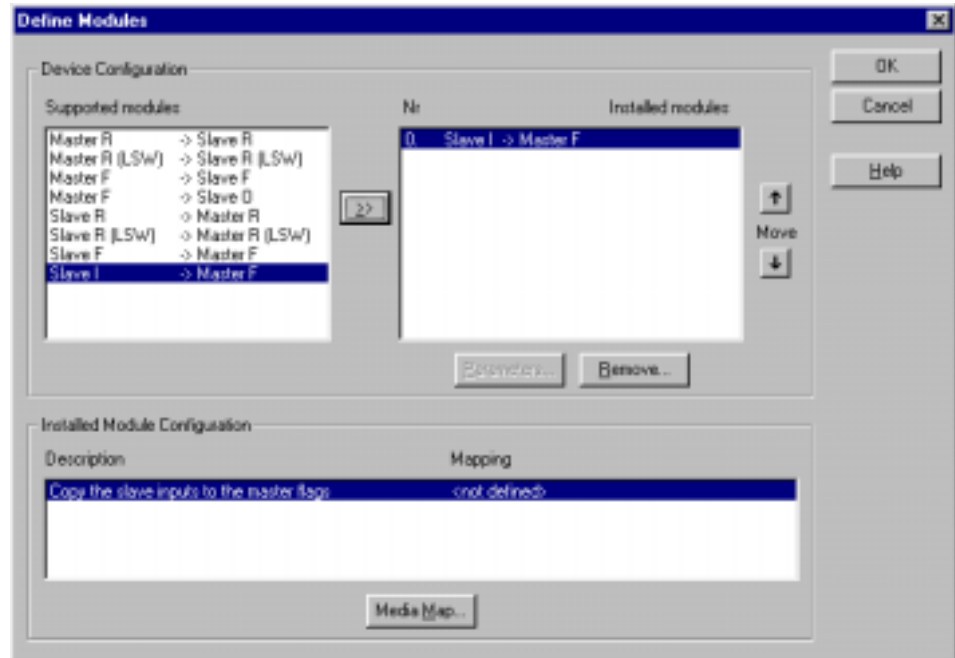 Define Modules
Device Configuration
OK
Supported modules Nr Installed modules
Cancel
Master R -> Slave R
Master R (LSW) -> Slave R (LSW)
Master F -> Slave F
Master F -> Slave O
Slave R -> Master R
Slave R (LSW) -> Master R (LSW)
Slave F -> Master F
Slave I -> Master F
>>
0. Slave I -> Master F
Help
Move
Parameters...
Remove...
Installed Module Configuration
Description Mapping
Copy the slave inputs to the master flags <not defined>
Media Map...